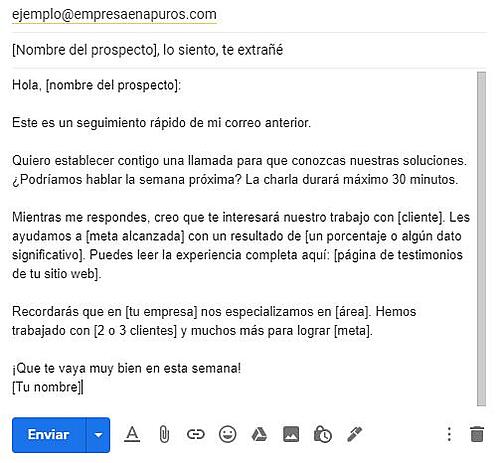 ejemplo@empresaenapuros.com
[Nombre del prospecto], lo siento, te extrañé
Hola, [nombre del prospecto]:
Este es un seguimiento rápido de mi correo anterior.
Quiero establecer contigo una llamada para que conozcas nuestras soluciones.
¿Podríamos hablar la semana próxima? La charla durará máximo 30 minutos.
Mientras me respondes, creo que te interesará nuestro trabajo con [cliente]. Les
ayudamos a [meta alcanzada] con un resultado de [un porcentaje o algún dato
significativo]. Puedes leer la experiencia completa aquí: [página de testimonios
de tu sitio web].
Recordarás que en [tu empresa] nos especializamos en [área]. Hemos
trabajado con [2 o 3 clientes] y muchos más para lograr [meta].
¡Que te vaya muy bien en esta semana!
[Tu nombre]
Enviar